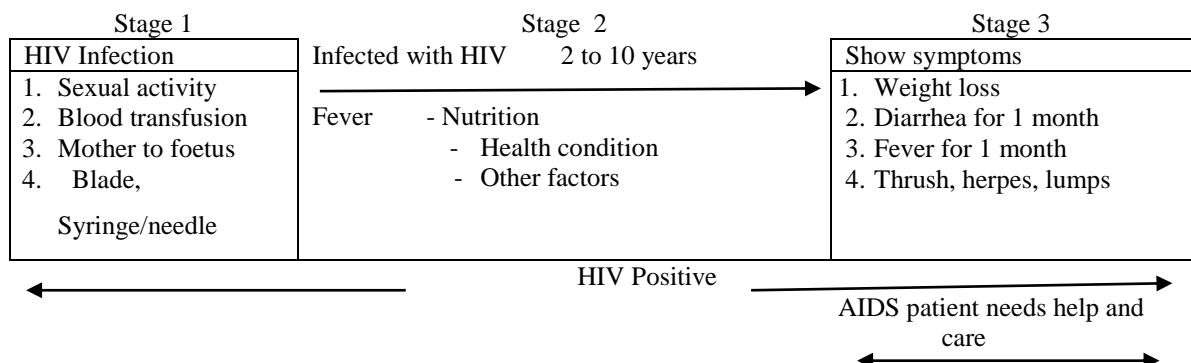 Stage 1
Stage 2
Stage 3
HIV Infection
1. Sexual activity
2. Blood transfusion
3. Mother to foetus
4. Blade,
Syringe/needle
Infected with HIV 2 to 10 years
Fever - Nutrition
- Health condition
- Other factors
Show symptoms
1. Weight loss
2. Diarrhea for 1 month
3. Fever for 1 month
4. Thrush, herpes, lumps
HIV Positive
AIDS patient needs help and
care